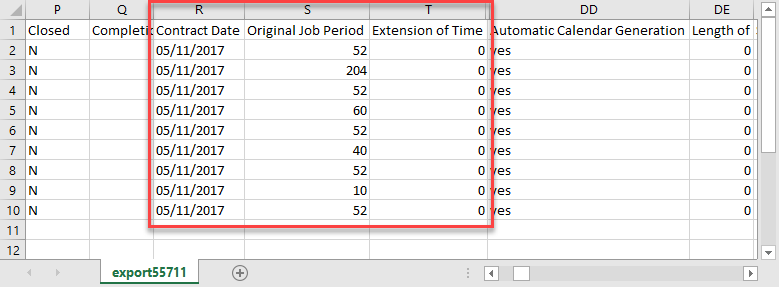 P Q R S T DD DE
1 Closed Completic Contract Date Original Job Period Extension of Time Automatic Calendar Generation Length of
2 N 05/11/2017 52 0 yes 0
3 N 05/11/2017 204 0 yes 0
4 N 05/11/2017 52 0 yes 0
5 N 05/11/2017 60 0 yes 0
6 N 05/11/2017 52 0 yes 0
7 N 05/11/2017 40 0 yes 0
8 N 05/11/2017 52 0 yes 0
9 N 05/11/2017 10 0 yes 0
10 N 05/11/2017 52 0 yes 0
11
12
export55711